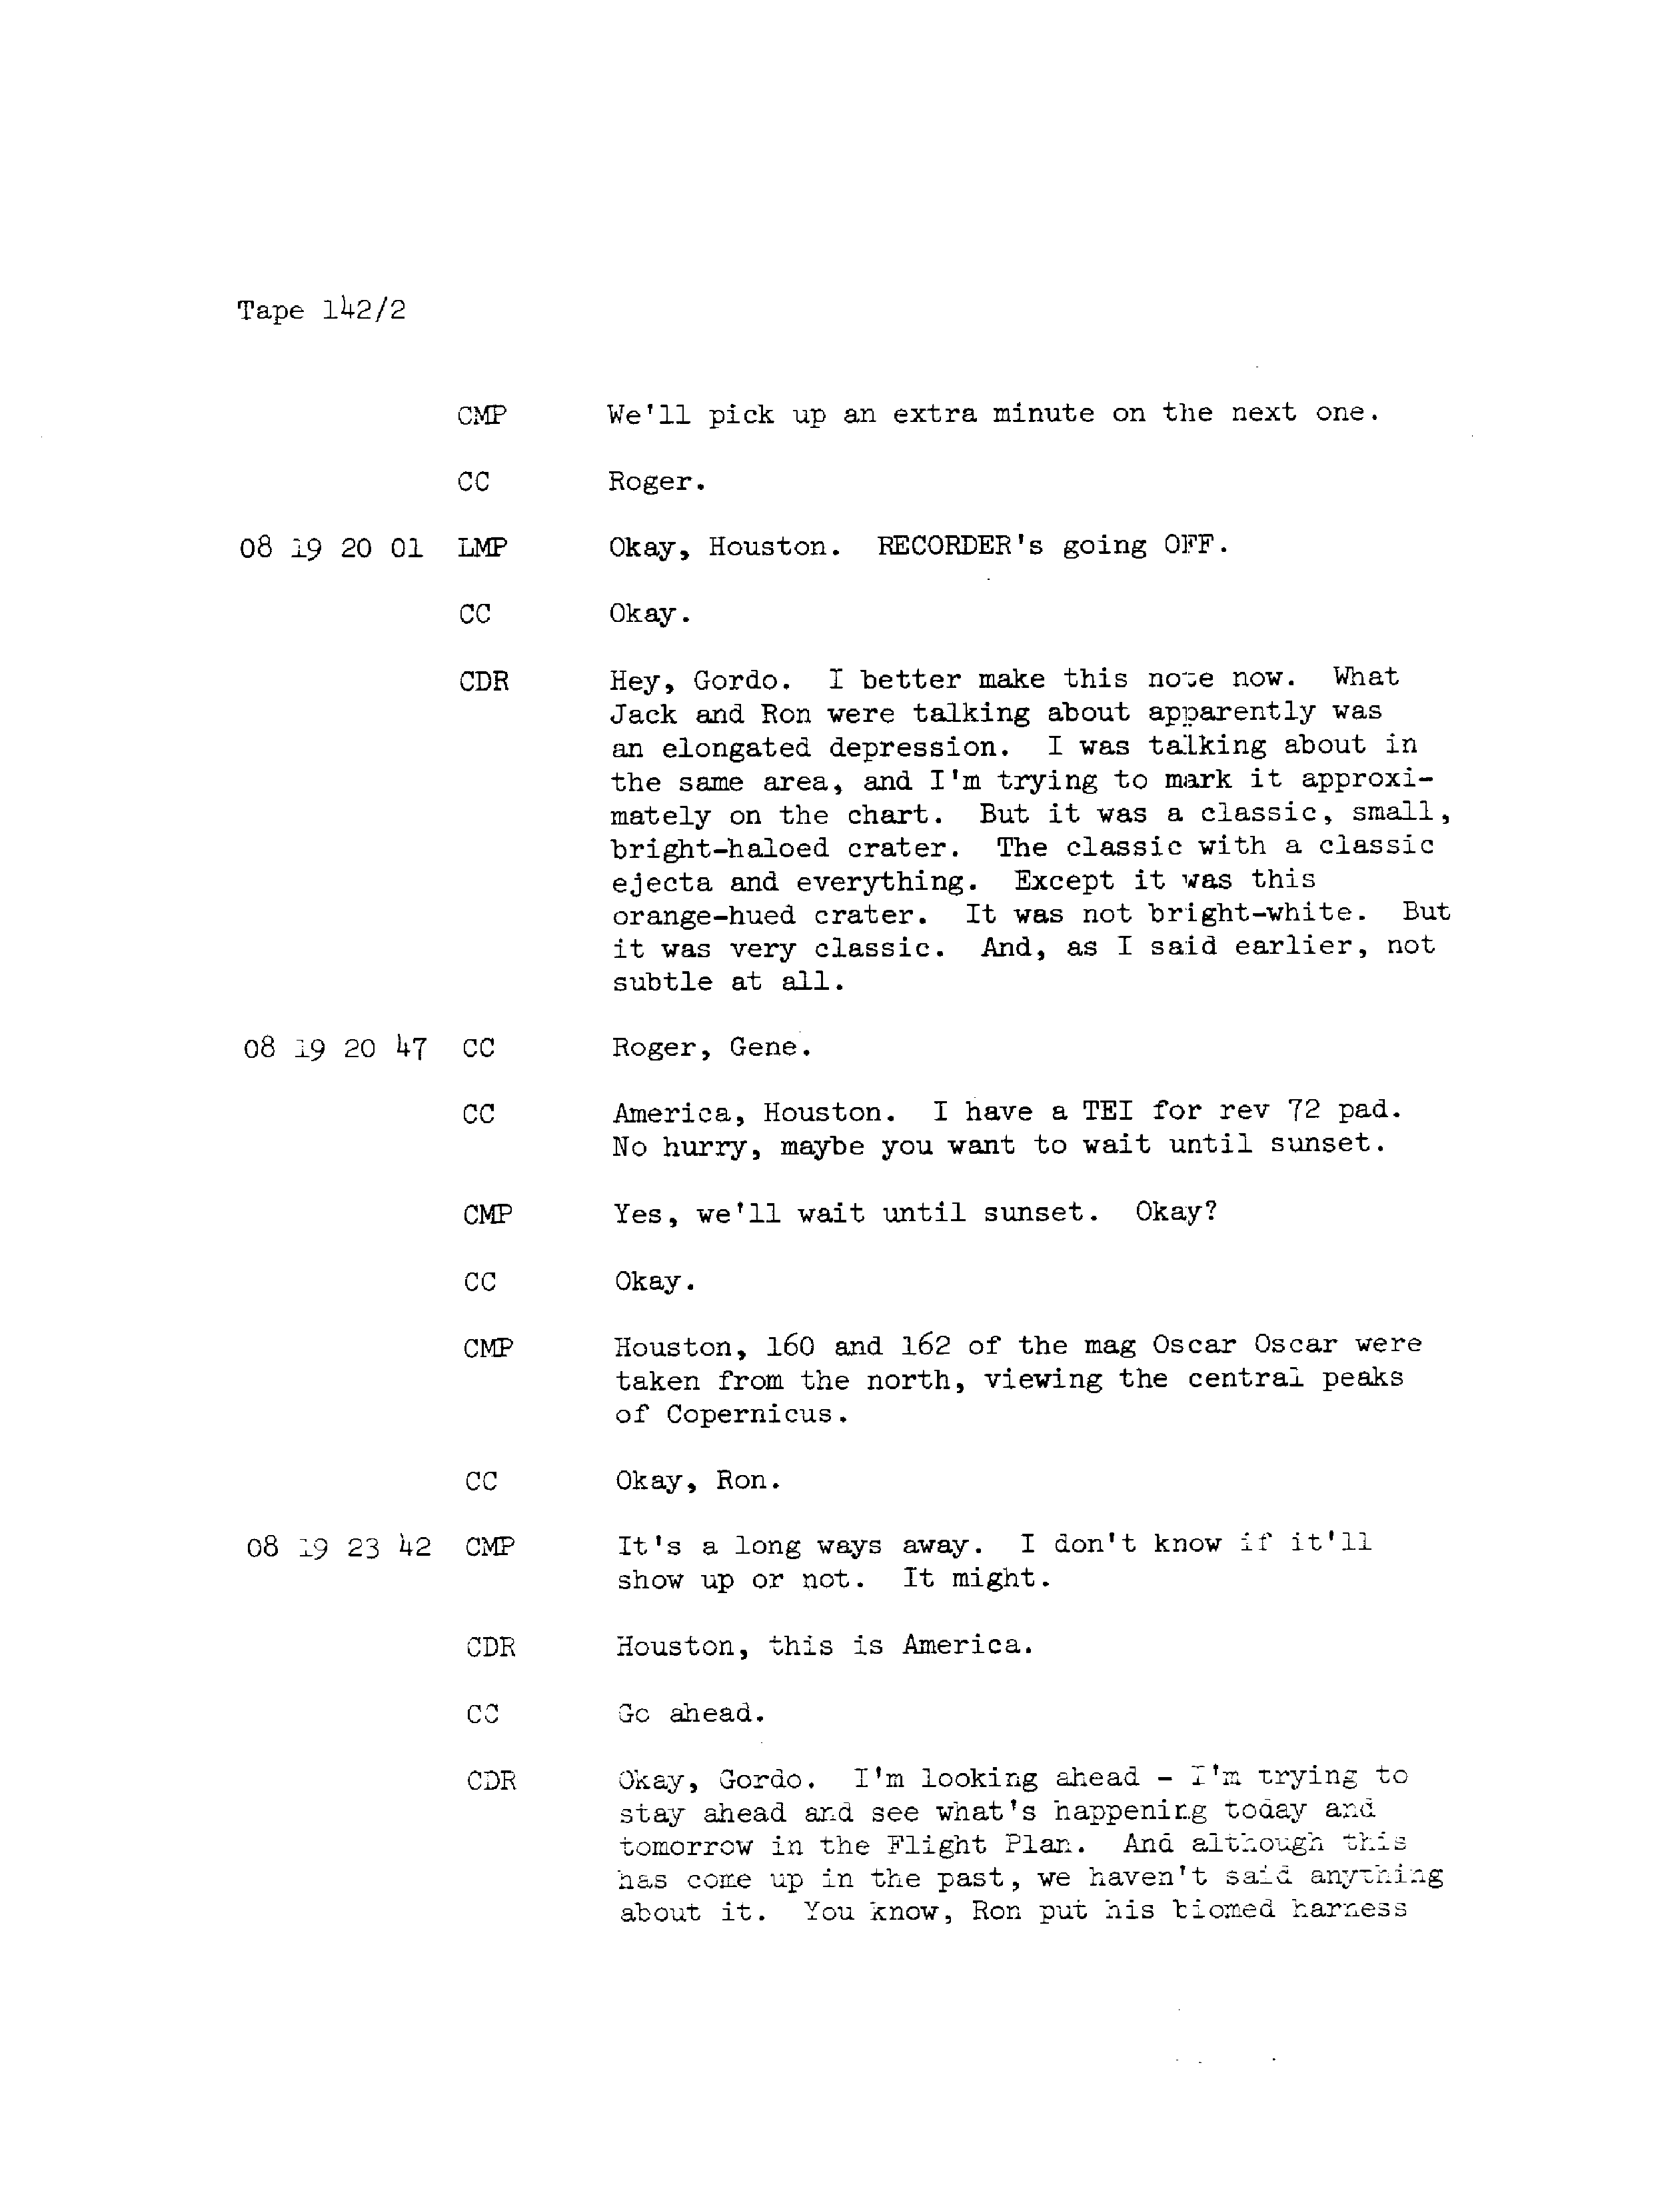 Tape 142/2
CMP We'll pick up an extra minute on the next one.
CC Roger.
08 19 20 01 LMP Okay, Houston. RECORDER's going OFF.
CC Okay.
CDR Hey, Gordo. I better make this note now. What
Jack and Ron were talking about apparently was
an elongated depression. I was talking about in
the same area, and I'm trying to mark it approxi-
mately on the chart. But it was a classic, small,
bright-haloed crater. The classic with a classic
ejecta and everything. Except it was this
orange-hued crater. It was not bright-white. But
it was very classic. And, as I said earlier, not
subtle at all.
08 19 20 47 CC Roger, Gene.
CC America, Houston. I have a TEI for rev 72 pad.
No hurry, maybe you want to wait until sunset.
CMP Yes, we'll wait until sunset. Okay?
CC Okay.
CMP Houston, 160 and 162 of the mag Oscar Oscar were
taken from the north, viewing the central peaks
of Copernicus.
CC Okay, Ron.
08 19 23 42 CMP It's a long ways away. I don't know if it'll
show up or not. It might.
CDR Houston, this is America.
CC Go ahead.
CDR Okay, Gordo. I'm looking ahead - I'm trying to
stay ahead and see what's happening today and
tomorrow in the Flight Plan. And although this
has come up in the past, we haven't said anything
about it. You know, Ron put his biomed harness